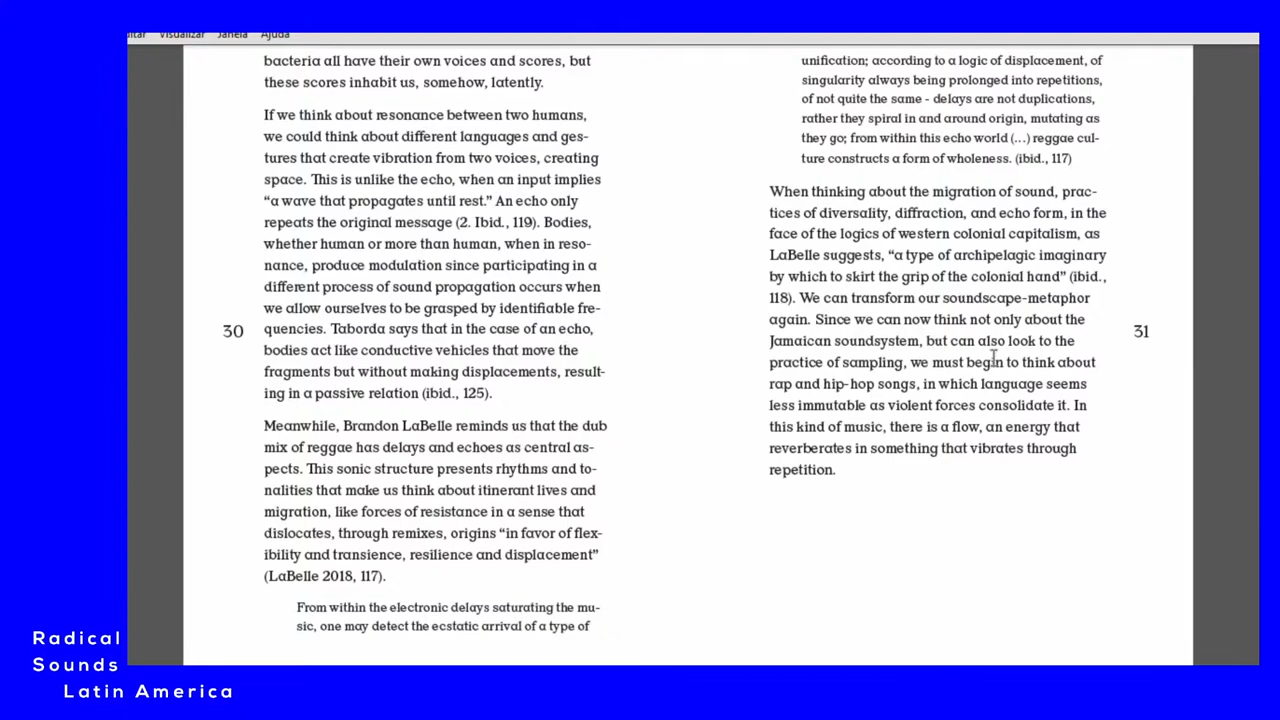 Editar Visualizar Janela Ajuda
bacteria all have their own voices and scores, but
these scores inhabit us, somehow, latently.
If we think about resonance between two humans,
we could think about different languages and ges-
tures that create vibration from two voices, creating
space. This is unlike the echo, when an input implies
“a wave that propagates until rest.” An echo only
repeats the original message (2. Ibid., 119). Bodies,
whether human or more than human, when in reso-
nance, produce modulation since participating in a
different process of sound propagation occurs when
we allow ourselves to be grasped by identifiable fre-
quencies. Taborda says that in the case of an echo,
bodies act like conductive vehicles that move the
fragments but without making displacements, result-
ing in a passive relation (ibid., 125).
Meanwhile, Brandon LaBelle reminds us that the dub
mix of reggae has delays and echoes as central as-
pects. This sonic structure presents rhythms and to-
nalities that make us think about itinerant lives and
migration, like forces of resistance in a sense that
dislocates, through remixes, origins “in favor of flex-
ibility and transience, resilience and displacement”
(LaBelle 2018, 117).
From within the electronic delays saturating the mu-
sic, one may detect the ecstatic arrival of a type of
30
unification; according to a logic of displacement, of
singularity always being prolonged into repetitions,
of not quite the same - delays are not duplications,
rather they spiral in and around origin, mutating as
they go; from within this echo world (...) reggae cul-
ture constructs a form of wholeness. (ibid., 117)
When thinking about the migration of sound, prac-
tices of diversality, diffraction, and echo form, in the
face of the logics of western colonial capitalism, as
LaBelle suggests, “a type of archipelagic imaginary
by which to skirt the grip of the colonial hand” (ibid.,
118). We can transform our soundscape-metaphor
again. Since we can now think not only about the
Jamaican soundsystem, but can also look to the
practice of sampling, we must begin to think about
rap and hip-hop songs, in which language seems
less immutable as violent forces consolidate it. In
this kind of music, there is a flow, an energy that
reverberates in something that vibrates through
repetition.
31
Radical
Sounds
Latin America